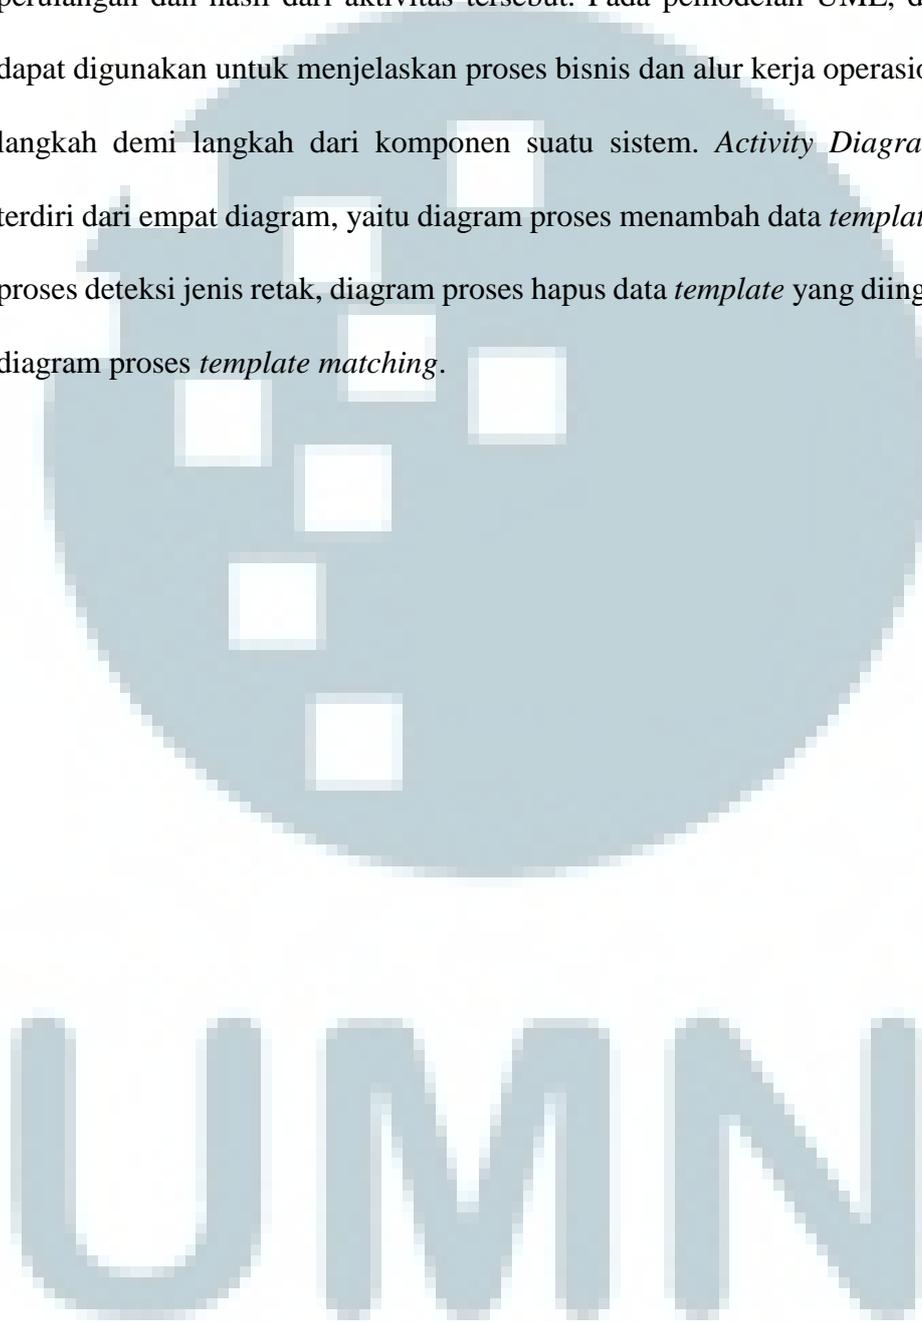 perulangan dan hasil dari aktivitas tersebut. Pada pemodelan UML,
dapat digunakan untuk menjelaskan proses bisnis dan alur kerja
langkah demi langkah dari komponen suatu sistem. Activity
terdiri dari empat diagram, yaitu diagram proses menambah data
proses deteksi jenis retak, diagram proses hapus data template yang
diagram proses template matching.
UMN